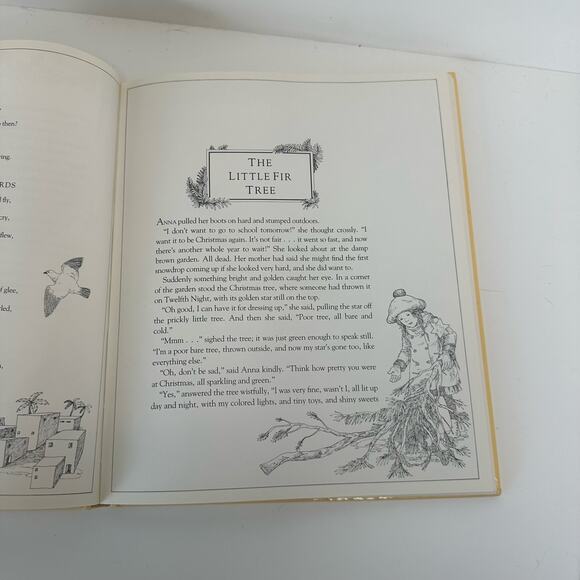 then?
ring.
RDS
fly,
cry,
flew,
of glee,
rled,
THE
LITTLE FIR
TREE
ANNA pulled her boots on hard and stumped outdoors.
"I don't want to go to school tomorrow!" she thought crossly. "I
want it to be Christmas again. It's not fair . . . it went so fast, and now
there's another whole year to wait!" She looked about at the damp
brown garden. All dead. Her mother had said she might find the first
snowdrop coming up if she looked very hard, and she did want to.
Suddenly something bright and golden caught her eye. In a corner
of the garden stood the Christmas tree, where someone had thrown it
on Twelfth Night, with its golden star still on the top.
"Oh good, I can have it for dressing up," she said, pulling the star off
the prickly little tree. And then she said, "Poor tree, all bare and
cold."
"Mmm . . ." sighed the tree; it was just green enough to speak still.
"I'm a poor bare tree, thrown outside, and now my star's gone too, like
everything else."
"Oh, don't be sad," said Anna kindly. "Think how pretty you were
at Christmas, all sparkling and green."
"Yes," answered the tree wistfully, "I was very fine, wasn't I, all lit up
day and night, with my colored lights, and tiny toys, and shiny sweets